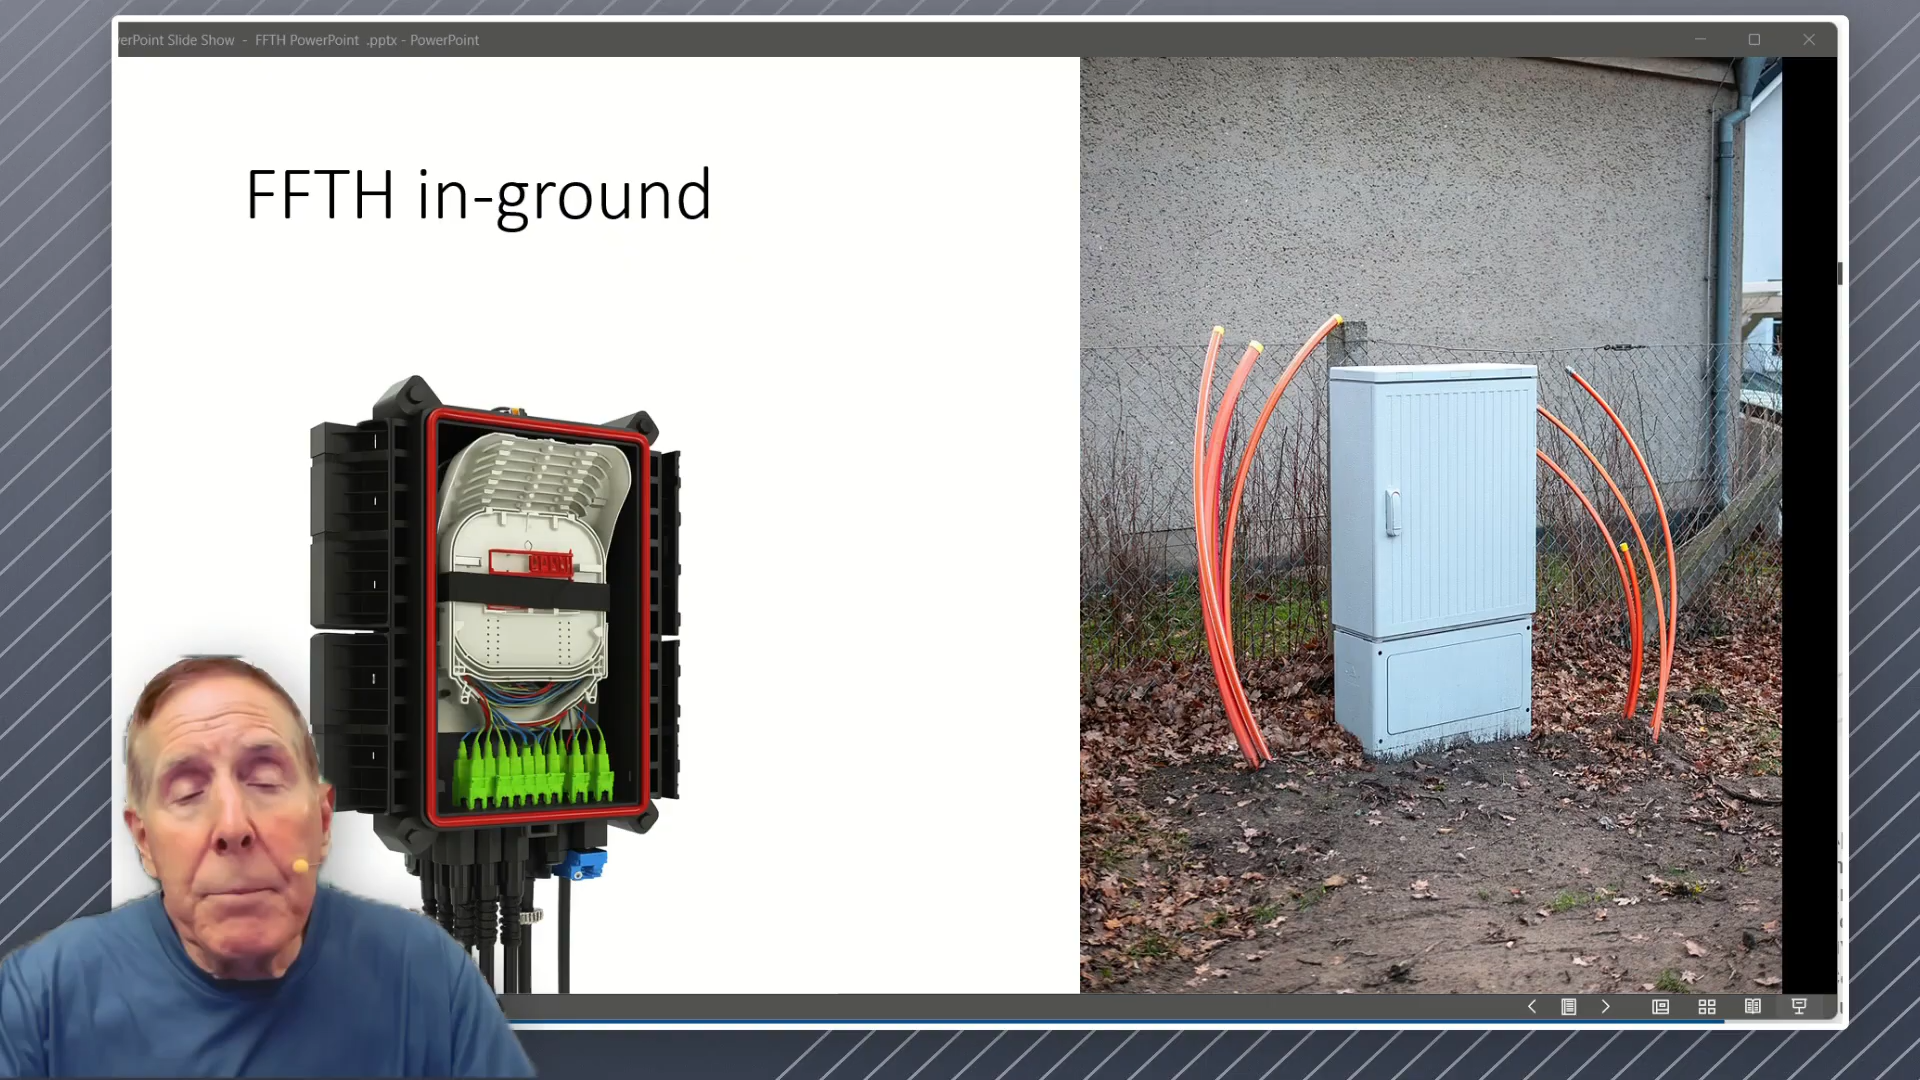 erPoint Slide Show - FFTH PowerPoint .pptx - PowerPoint
FFTH in-ground